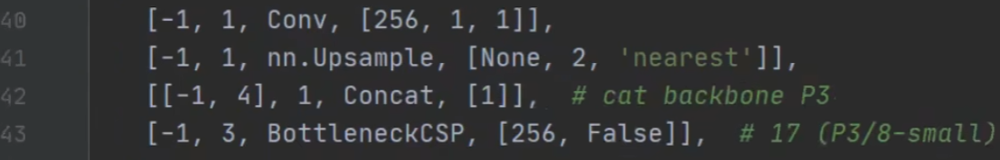 40 [-1, 1, Conv, [256, 1, 1]],
41 [-1, 1, nn.Upsample, [None, 2, 'nearest']],
42 [[-1, 4], 1, Concat, [1]],  # cat backbone P3
43 [-1, 3, BottleneckCSP, [256, False]],  # 17 (P3/8-small)